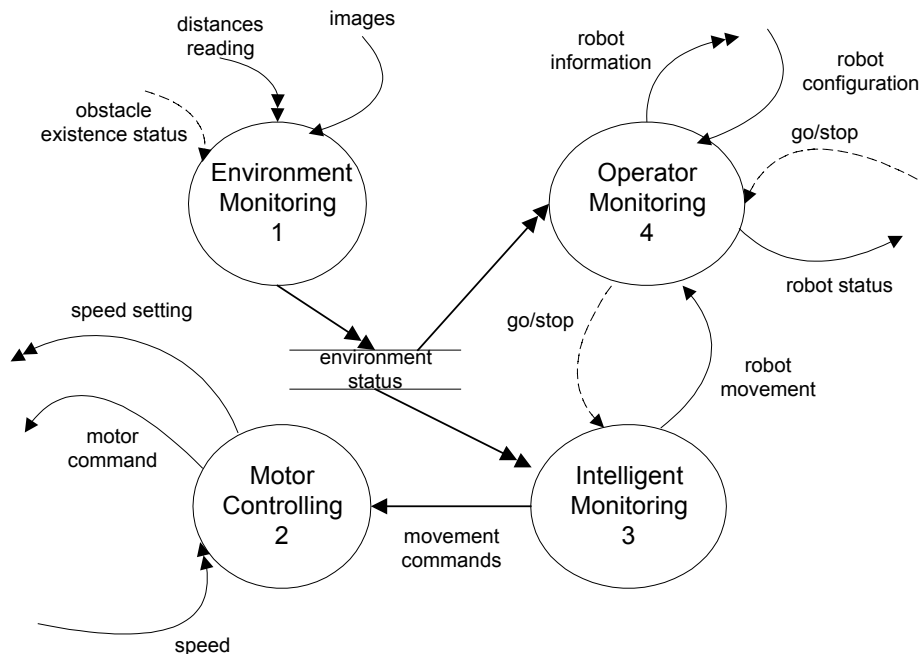 distances
reading
images
obstacle
existence status
Environment
Monitoring
1
robot
information
robot
configuration
go/stop
Operator
Monitoring
4
robot status
speed setting
go/stop
environment
status
robot
movement
motor
command
Motor
Controlling
2
movement
commands
Intelligent
Monitoring
3
speed